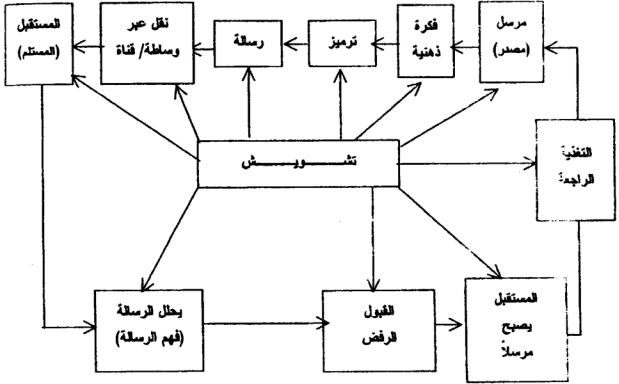 مرسل
(مصدر)
فكرة
ذهنية
ترميز
رسالة
نقل عبر
وساطة/ قناة
المستقبل
(المستلم)
التغذية
الراجعة
تشـــــويـــــــش
يحلل الرسالة
(فهم الرسالة)
القبول
الرفض
المستقبل
يصبح
مرسلاً